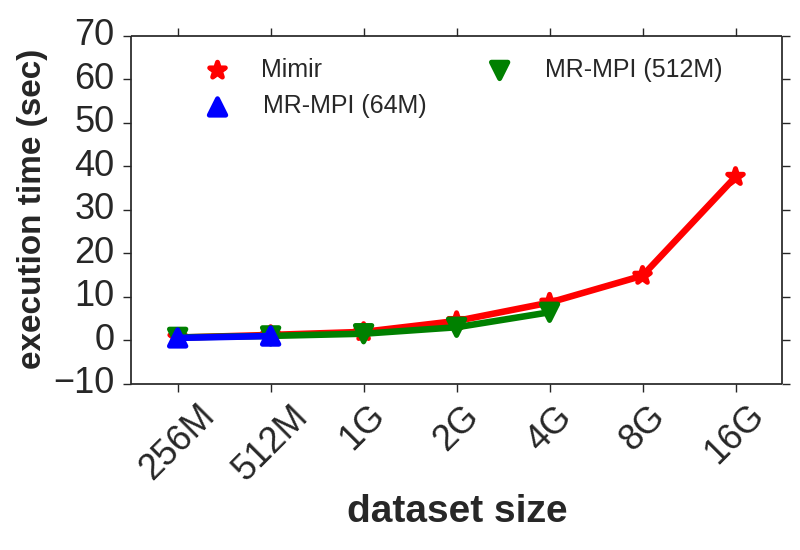 70
60
50
40
30
20
10
0
−10
execution time (sec)
Mimir
MR-MPI (64M)
MR-MPI (512M)
256M
512M
1G
2G
4G
8G
16G
dataset size